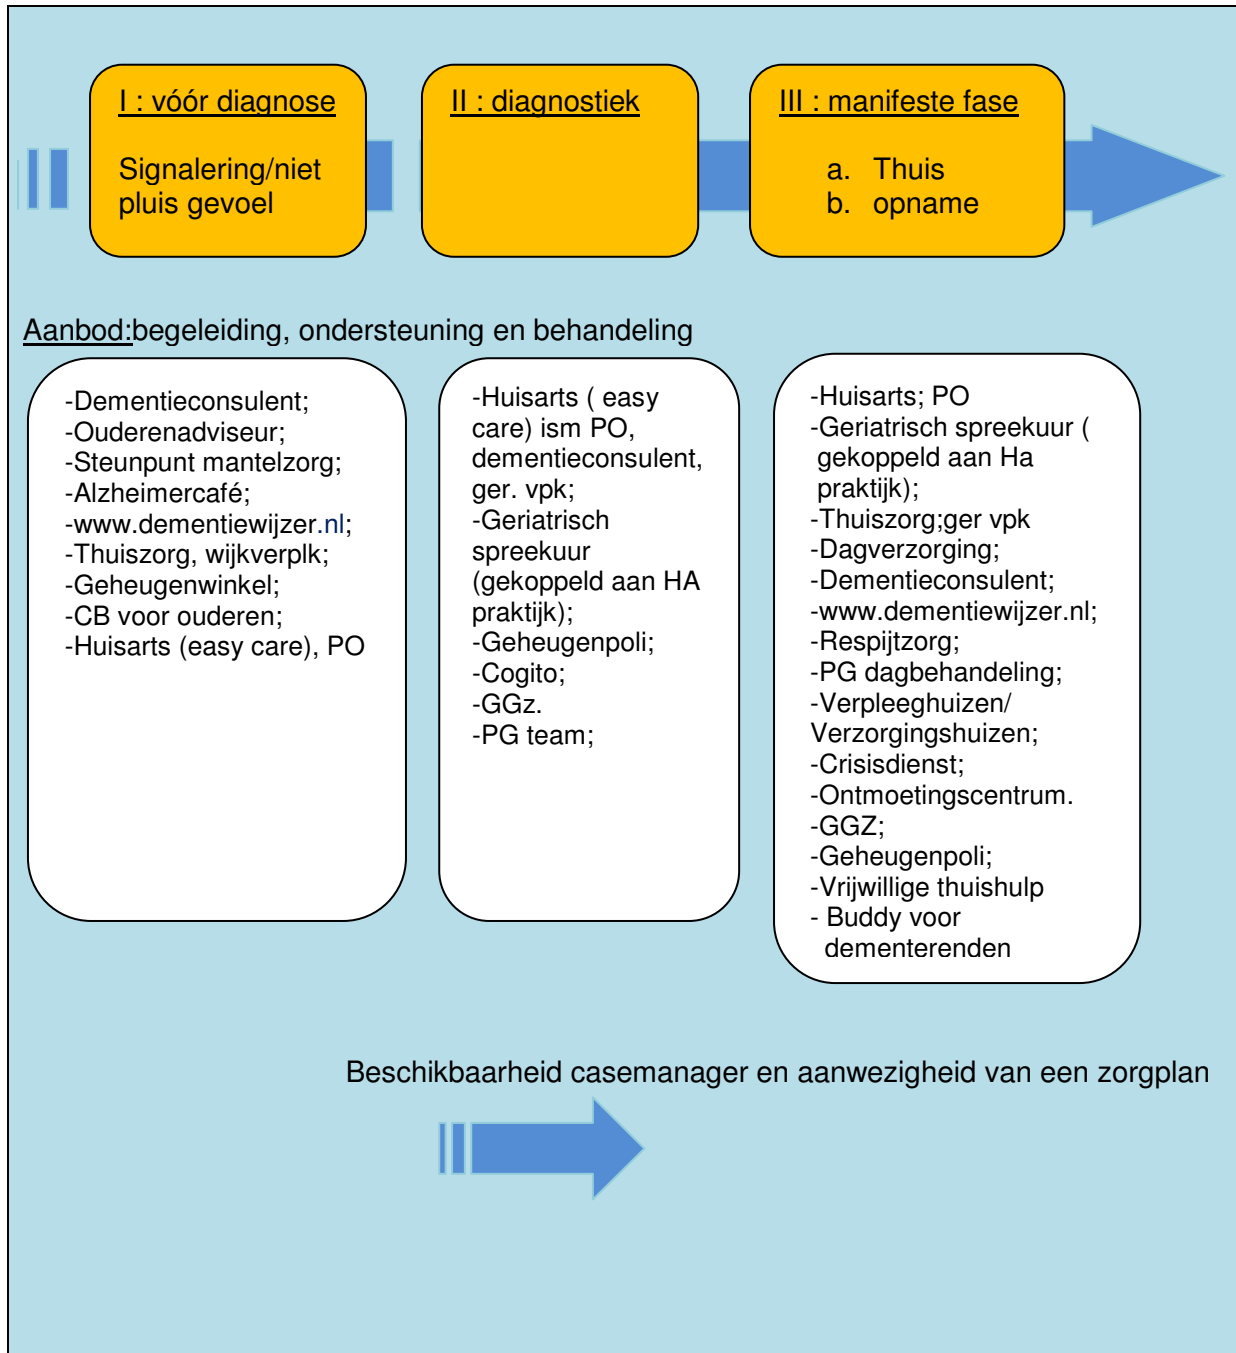 I : vóór diagnose
Signalering/niet
pluis gevoel
II : diagnostiek
III : manifeste fase
a. Thuis
b. opname
Aanbod:begeleiding, ondersteuning en behandeling
-Dementieconsulent;
-Ouderenadviseur;
-Steunpunt mantelzorg;
-Alzheimercafé;
-www.dementiewijzer.nl;
-Thuiszorg, wijkverplk;
-Geheugenwinkel;
-CB voor ouderen;
-Huisarts (easy care), PO
-Huisarts ( easy
care) ism PO,
dementieconsulent,
ger. vpk;
-Geriatrisch
spreekuur
(gekoppeld aan HA
praktijk);
-Geheugenpoli;
-Cogito;
-GGz.
-PG team;
-Huisarts; PO
-Geriatrisch spreekuur (
gekoppeld aan Ha
praktijk);
-Thuiszorg;ger vpk
-Dagverzorging;
-Dementieconsulent;
-www.dementiewijzer.nl;
-Respijtzorg;
-PG dagbehandeling;
-Verpleeghuizen/
Verzorgingshuizen;
-Crisisdienst;
-Ontmoetingscentrum.
-GGZ;
-Geheugenpoli;
-Vrijwillige thuishulp
- Buddy voor
dementerenden
Beschikbaarheid casemanager en aanwezigheid van een zorgplan